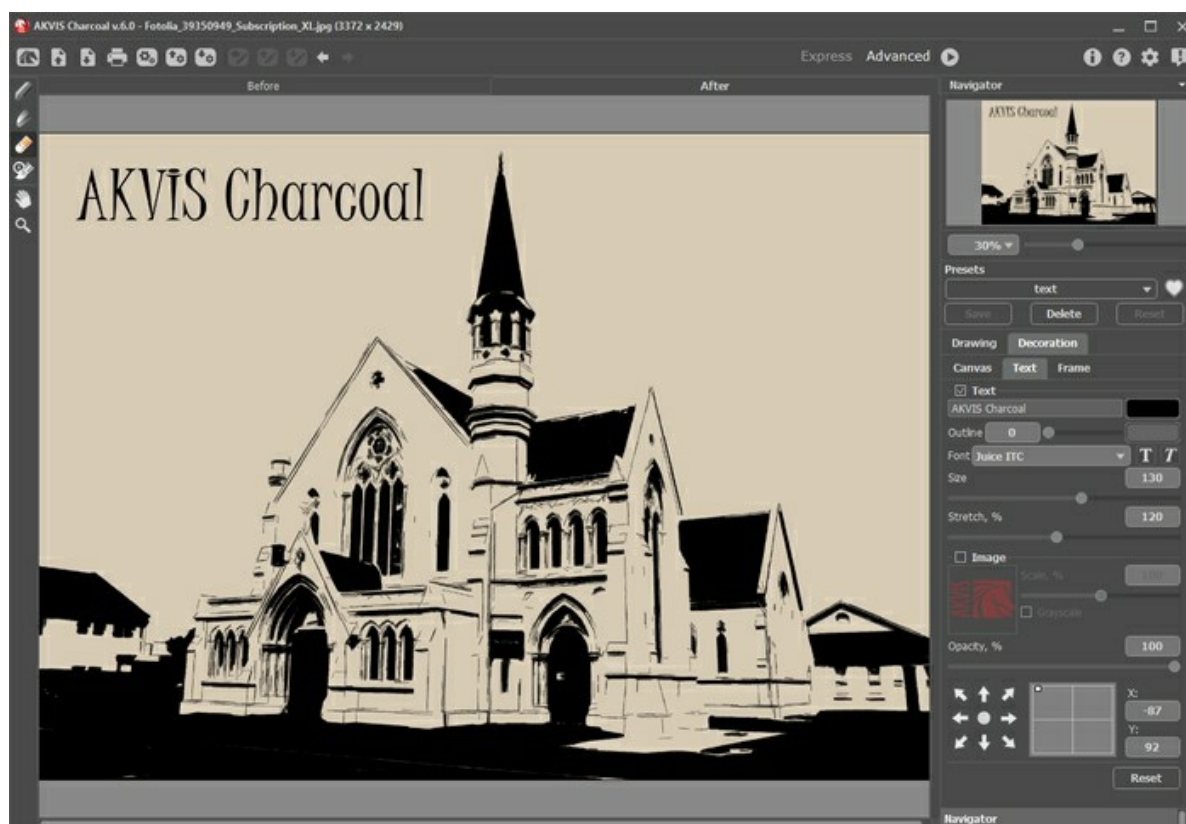 AKVIS Charcoal v.6.0 - Fotolia_39350949_Subscription_XL.jpg (3372 x 2429)
Express Advanced
Before After
Navigator
AKVIS Charcoal
AKVIS Charcoal
30%
Presets
text
Save Delete Reset
Drawing Decoration
Canvas Text Frame
Text
AKVIS Charcoal
Outline 0
Font Juice ITC T T
Size 130
Stretch, % 120
Image
Scale, % 100
AKVIS
Grayscale
Opacity, % 100
X:
-87
Y:
92
Reset
Navigator